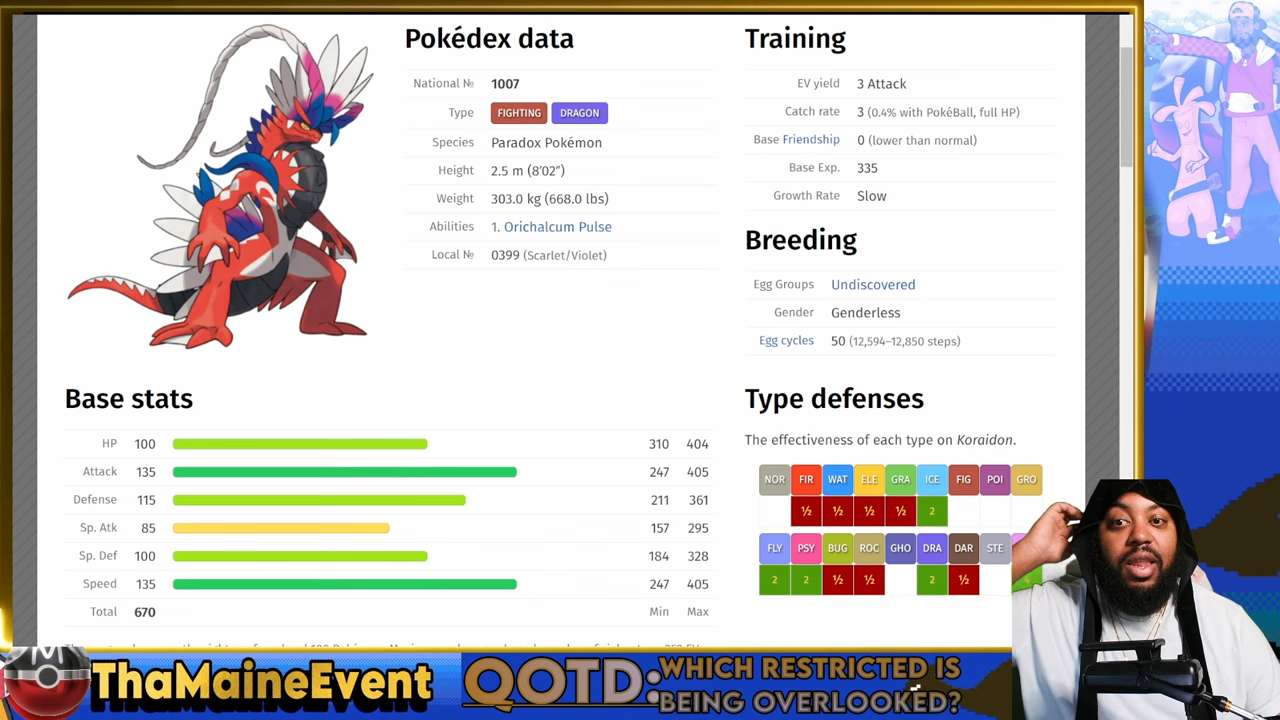 Pokédex data
National № 1007
Type FIGHTING DRAGON
Species Paradox Pokémon
Height 2.5 m (8′02″)
Weight 303.0 kg (668.0 lbs)
Abilities 1. Orichalcum Pulse
Local № 0399 (Scarlet/Violet)
Training
EV yield 3 Attack
Catch rate 3 (0.4% with PokéBall, full HP)
Base Friendship 0 (lower than normal)
Base Exp. 335
Growth Rate Slow
Breeding
Egg Groups Undiscovered
Gender Genderless
Egg cycles 50 (12,594–12,850 steps)
Base stats
HP 100 310 404
Attack 135 247 405
Defense 115 211 361
Sp. Atk 85 157 295
Sp. Def 100 184 328
Speed 135 247 405
Total 670 Min Max
Type defenses
The effectiveness of each type on Koraidon.
NOR FIR WAT ELE GRA ICE FIG POI GRO
½ ½ ½ ½ 2
FLY PSY BUG ROC GHO DRA DAR STE
2 2 ½ ½ 2 ½
ThaMaineEvent
QOTD: WHICH RESTRICTED IS
BEING OVERLOOKED?